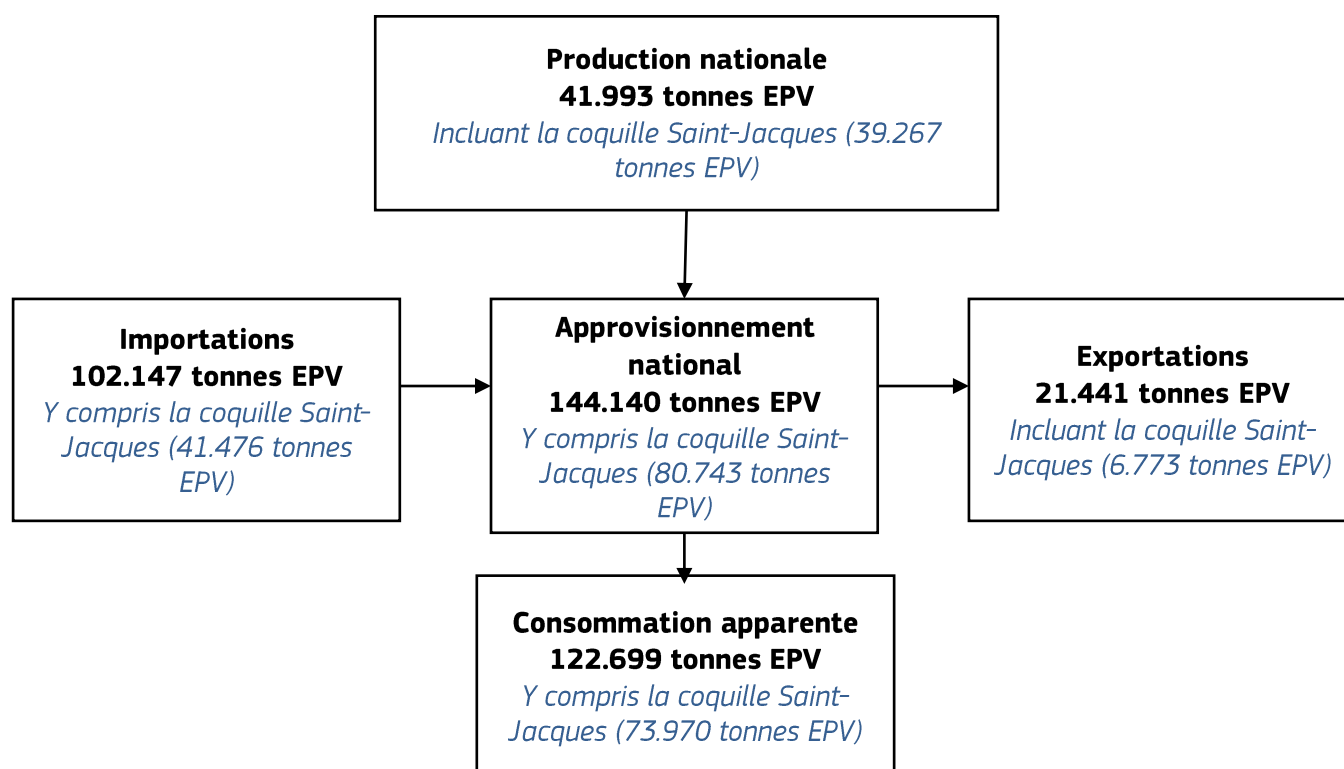 Production nationale
41.993 tonnes EPV
Incluant la coquille Saint-Jacques (39.267
tonnes EPV)
Importations
102.147 tonnes EPV
Y compris la coquille Saint-
Jacques (41.476 tonnes
EPV)
Approvisionnement
national
144.140 tonnes EPV
Y compris la coquille Saint-
Jacques (80.743 tonnes
EPV)
Exportations
21.441 tonnes EPV
Incluant la coquille Saint-
Jacques (6.773 tonnes EPV)
Consommation apparente
122.699 tonnes EPV
Y compris la coquille Saint-
Jacques (73.970 tonnes EPV)